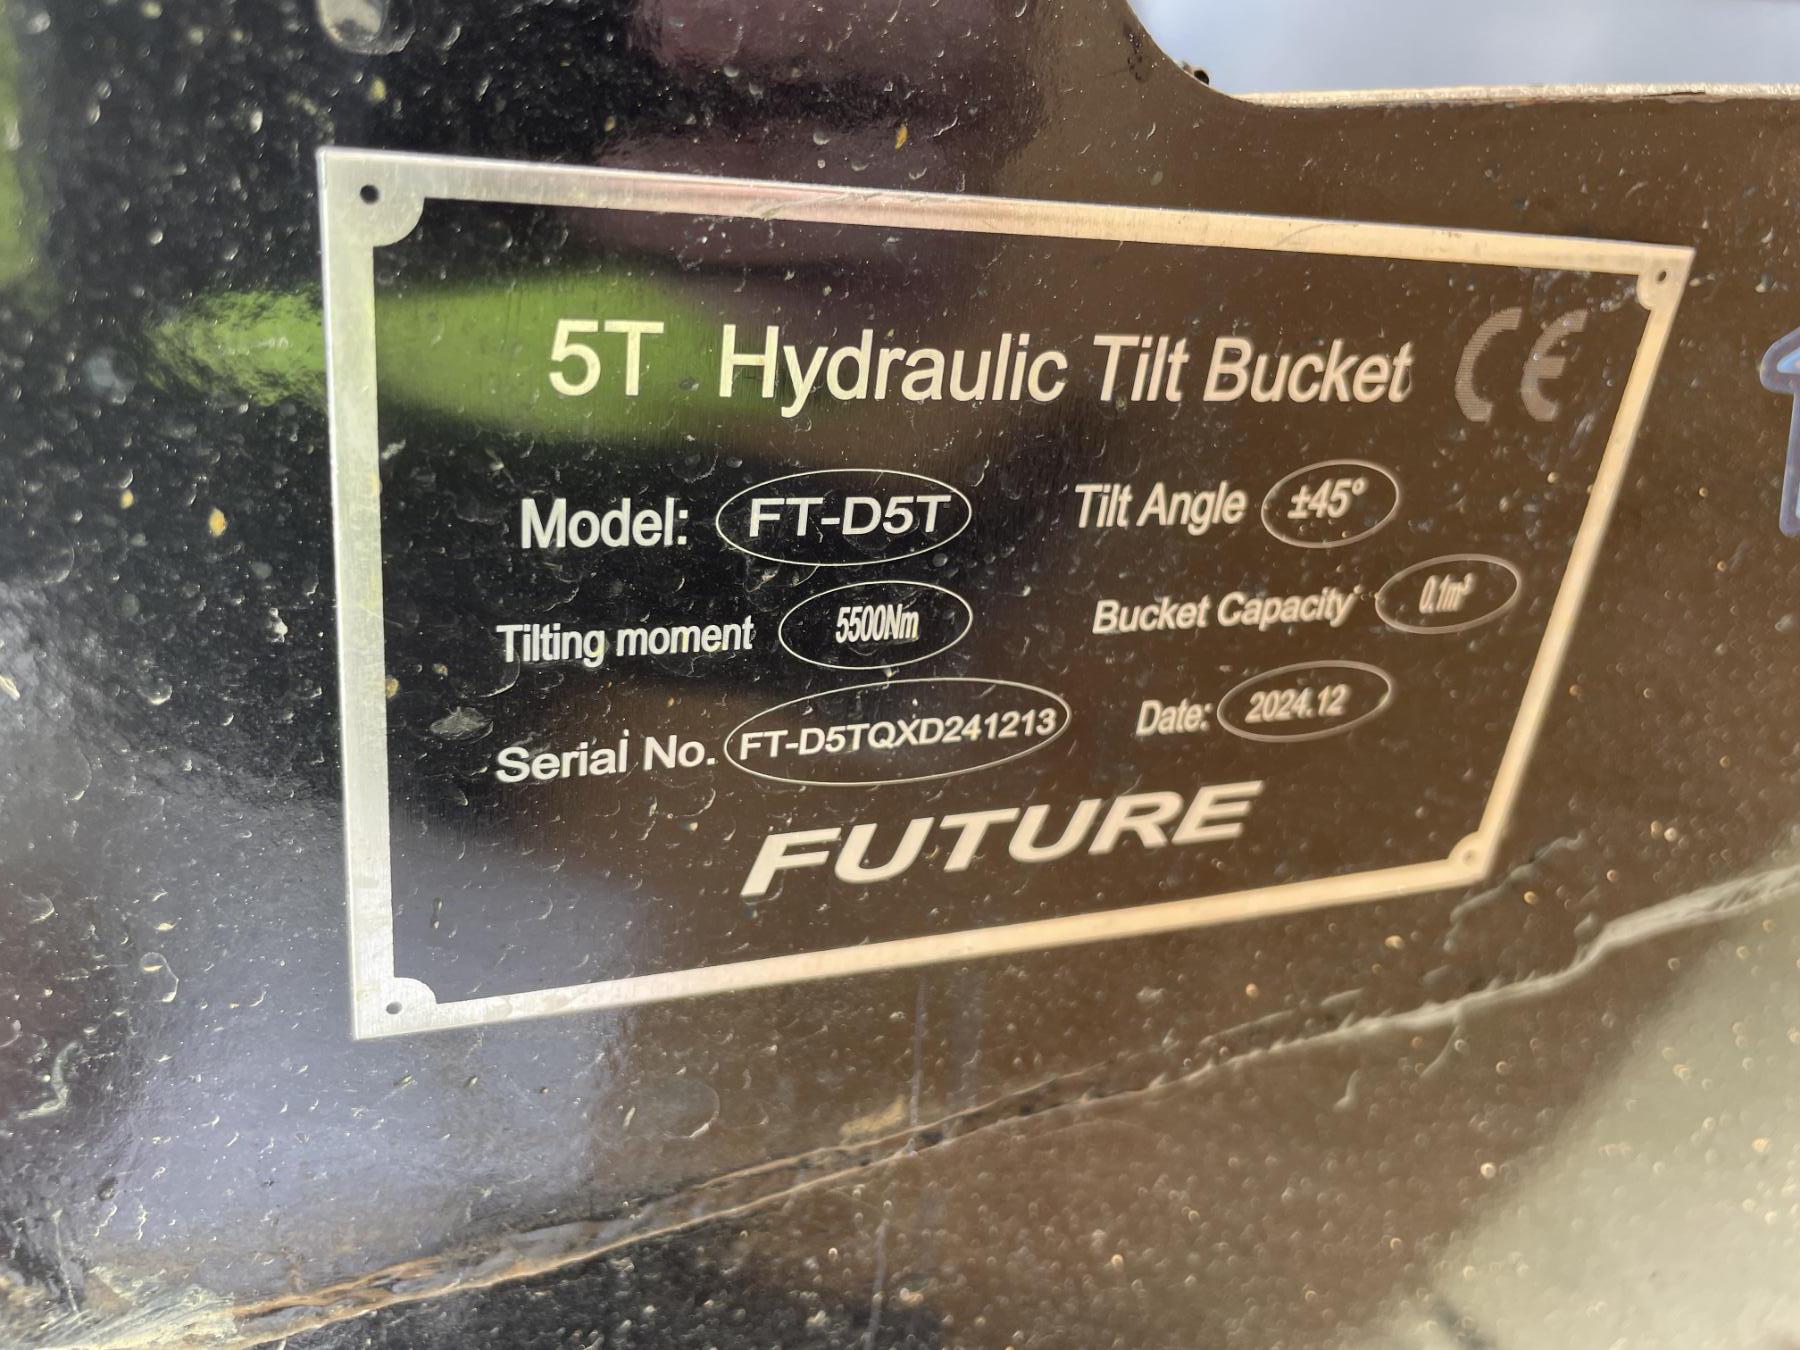 5T Hydraulic Tilt Bucket CE
Model: FT-D5T Tilt Angle ±45°
Tilting moment 5500Nm Bucket Capacity 0.1m³
Serial No. FT-D5TQXD241213 Date: 2024.12
FUTURE